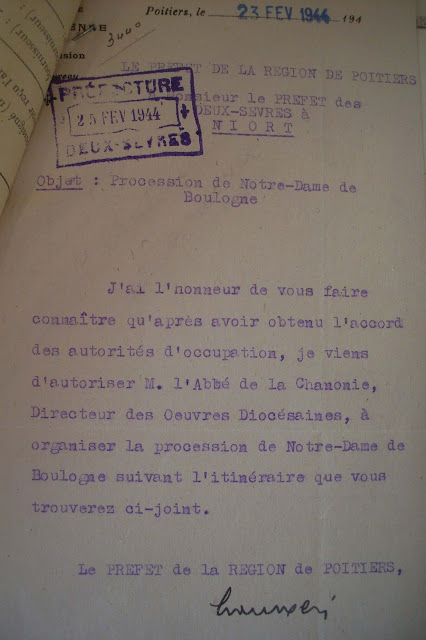 Poitiers, le 23 FEV 1944 194
ENNE
3000
ision
LE PREFET DE LA REGION DE POITIERS
Monsieur le PREFET des
DEUX-SEVRES à
NIORT
PRÉFECTURE
25 FEV 1944
DEUX-SEVRES
Objet : Procession de Notre-Dame de
Boulogne
J'ai l'honneur de vous faire
connaître qu'après avoir obtenu l'accord
des autorités d'occupation, je viens
d'autoriser M. l'Abbé de la Chanonie,
Directeur des Oeuvres Diocésaines, à
organiser la procession de Notre-Dame de
Boulogne suivant l'itinéraire que vous
trouverez ci-joint.
Le PREFET de la REGION de POITIERS,